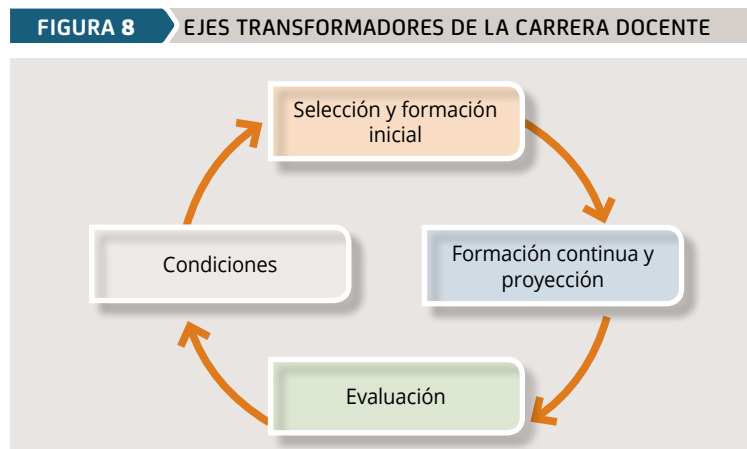 FIGURA 8 EJES TRANSFORMADORES DE LA CARRERA DOCENTE
Selección y formación
inicial
Formación continua y
proyección
Evaluación
Condiciones